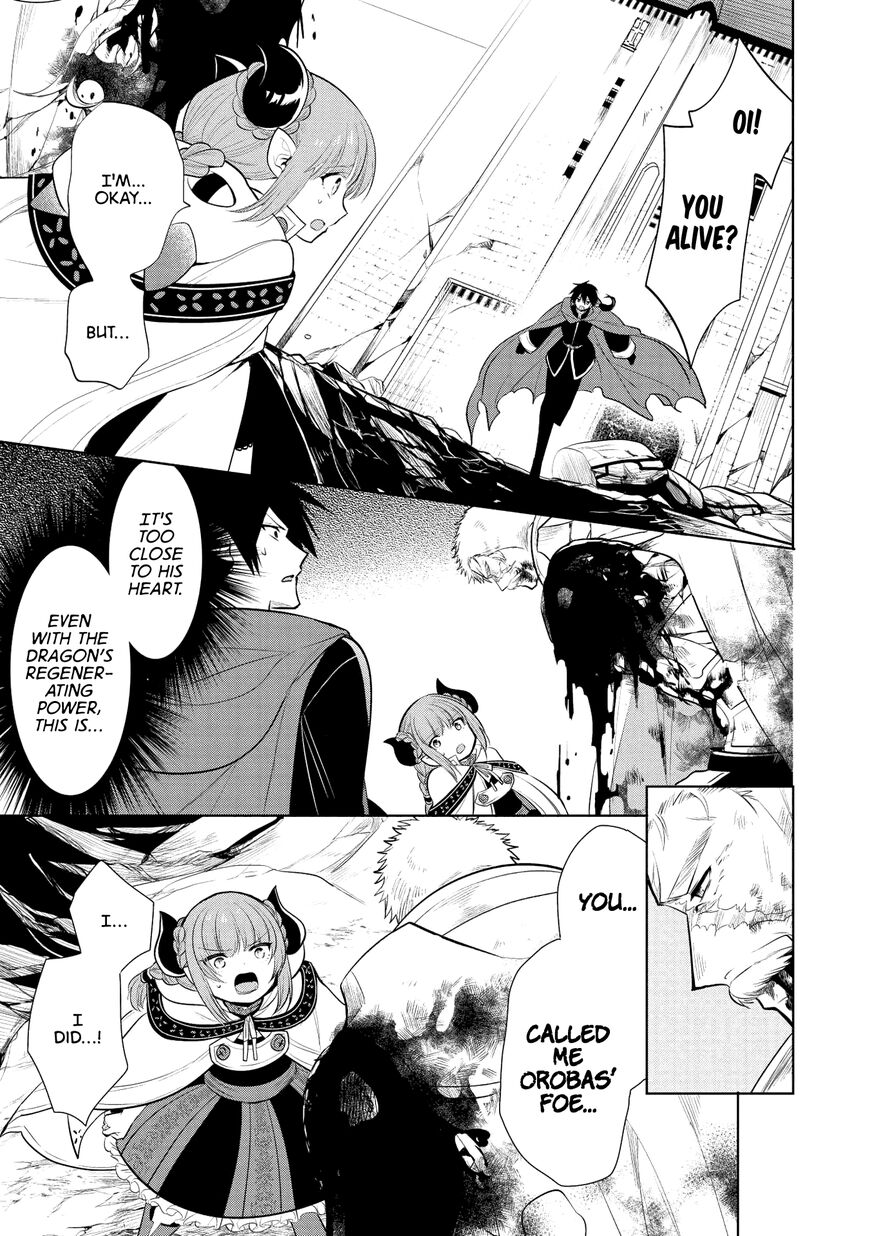 OI!
YOU
ALIVE?
I'M...
OKAY...
BUT...
IT'S
TOO
CLOSE
TO HIS
HEART.
EVEN
WITH THE
DRAGON'S
REGENER-
ATING
POWER,
THIS IS...
YOU...
CALLED
ME
OROBAS'
FOE...
I...
I
DID...!